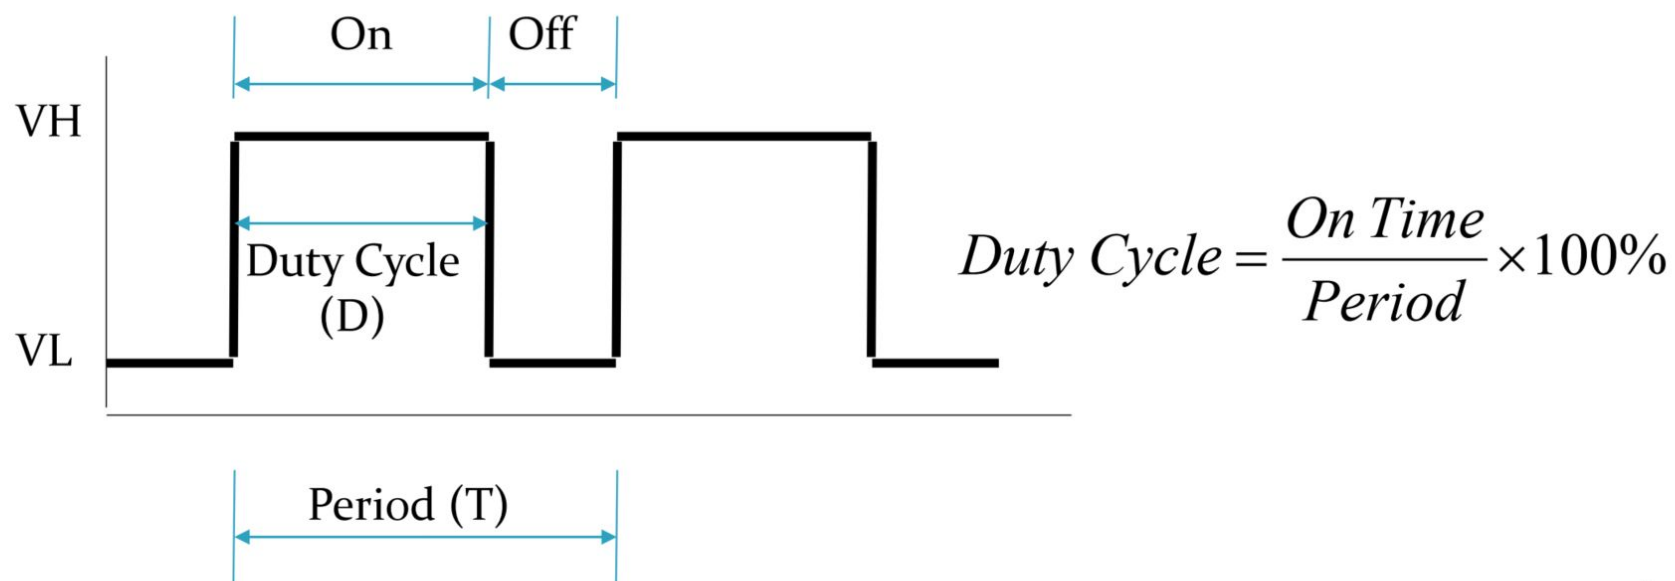 On
Off
VH
Duty Cycle
(D)
VL
Duty Cycle = On Time / Period × 100%
Period (T)